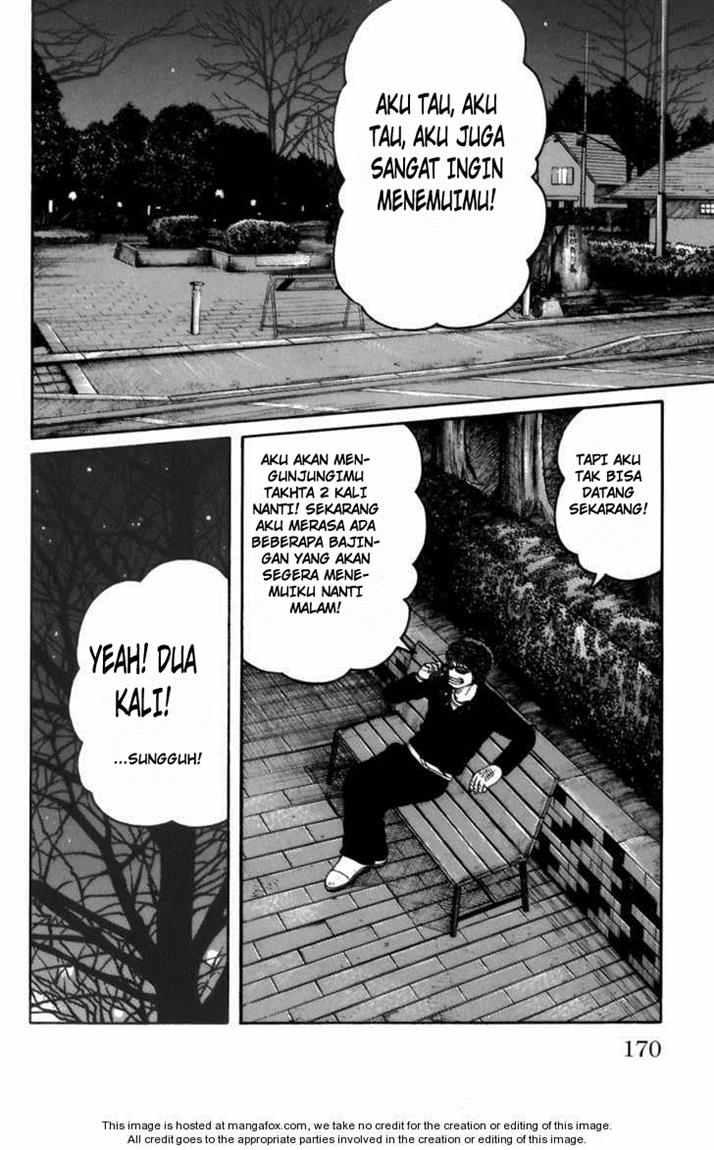 AKU TAU, AKU
TAU, AKU JUGA
SANGAT INGIN
MENEMUIMU!
TAPI AKU
TAK BISA
DATANG
SEKARANG!
AKU AKAN MEN-
GUNJUNGIMU
TAKHTA 2 KALI
NANTI! SEKARANG
AKU MERASA ADA
BEBERAPA BAJIN-
GAN YANG AKAN
SEGERA MENE-
MUIKU NANTI
MALAM!
YEAH! DUA
KALI!
...SUNGGUH!
170
This image is hosted at mangafox.com, we take no credit for the creation or editing of this image.
All credit goes to the appropriate parties involved in the creation or editing of this image.